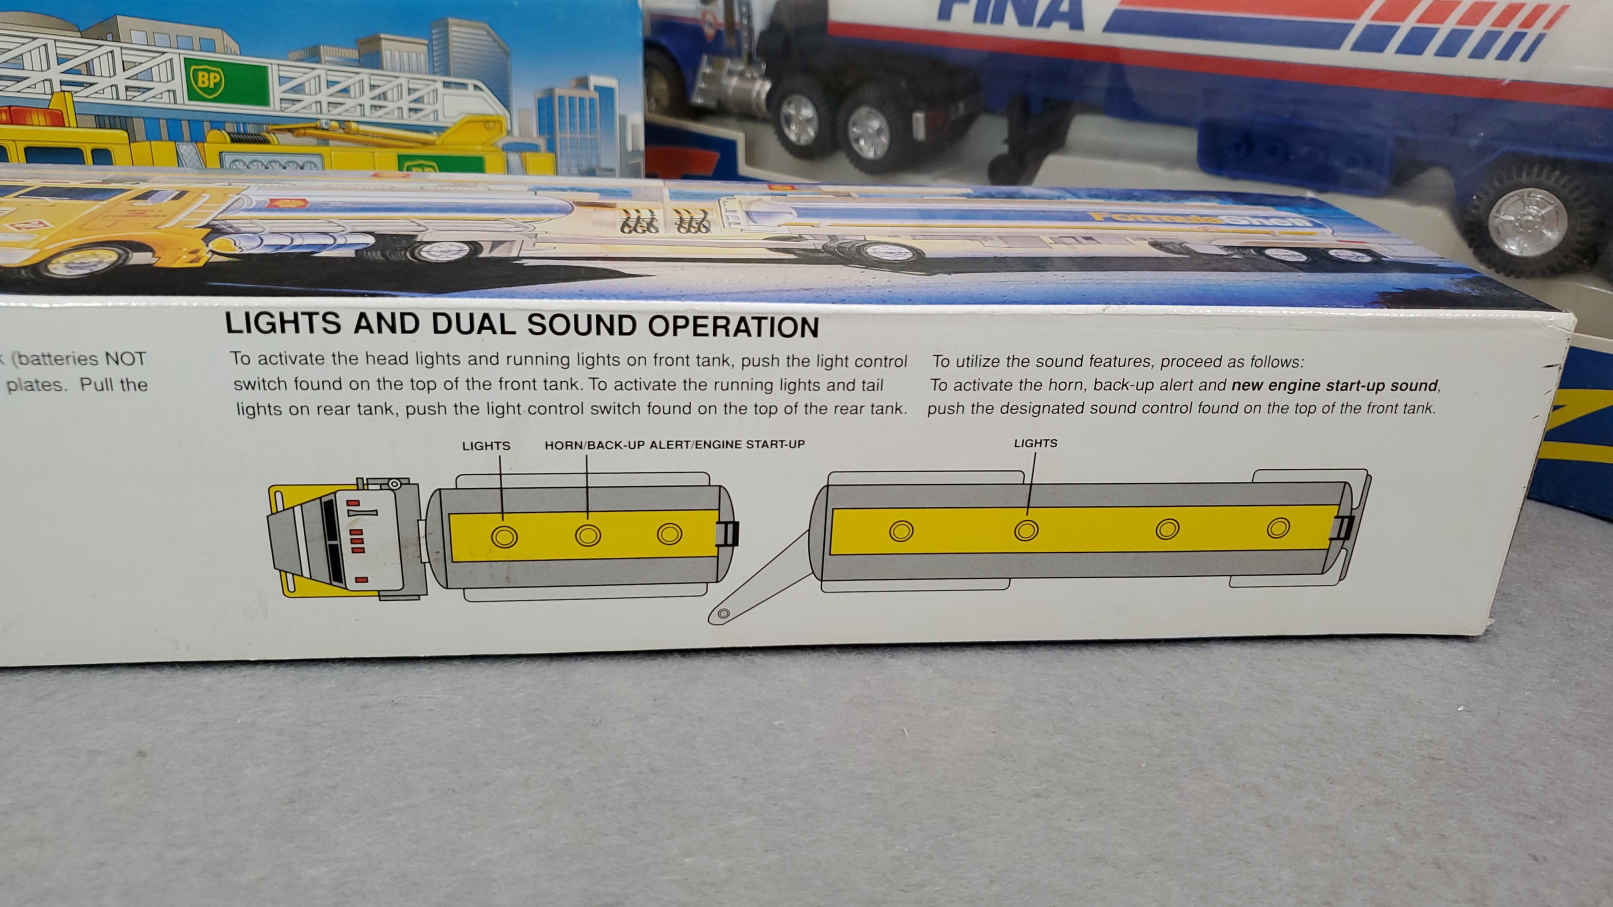 FINA
BP
Formula Shell
LIGHTS AND DUAL SOUND OPERATION
(batteries NOT
plates. Pull the
To activate the head lights and running lights on front tank, push the light control
switch found on the top of the front tank. To activate the running lights and tail
lights on rear tank, push the light control switch found on the top of the rear tank.
To utilize the sound features, proceed as follows:
To activate the horn, back-up alert and new engine start-up sound,
push the designated sound control found on the top of the front tank.
LIGHTS
HORN/BACK-UP ALERT/ENGINE START-UP
LIGHTS